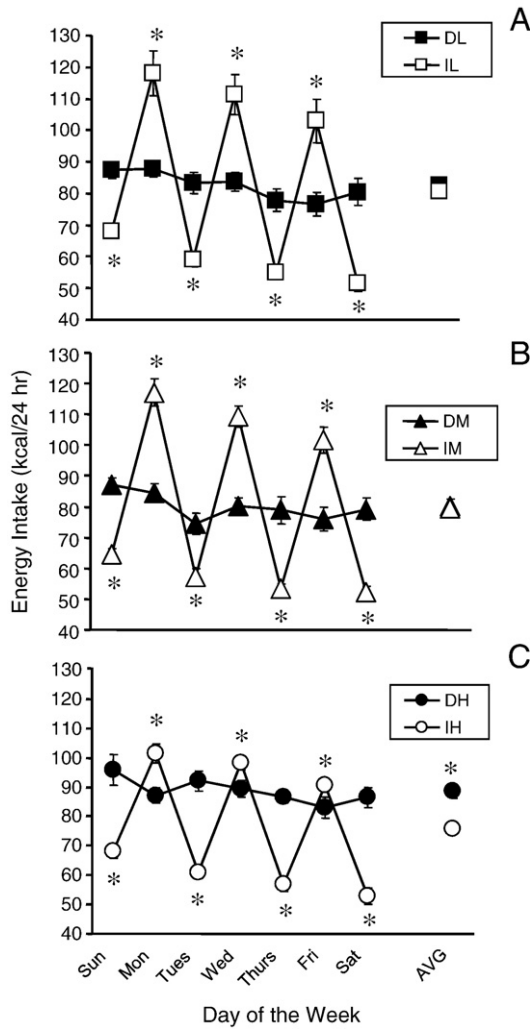 A
130
120
110
100
90
80
70
60
50
40
DL
IL
*
*
*
*
*
*
*
B
130
120
110
100
90
80
70
60
50
40
DM
IM
*
*
*
*
*
*
*
Energy Intake (kcal/24 hr)
C
130
120
110
100
90
80
70
60
50
40
DH
IH
*
*
*
*
*
*
*
*
Sun
Mon
Tues
Wed
Thurs
Fri
Sat
AVG
Day of the Week